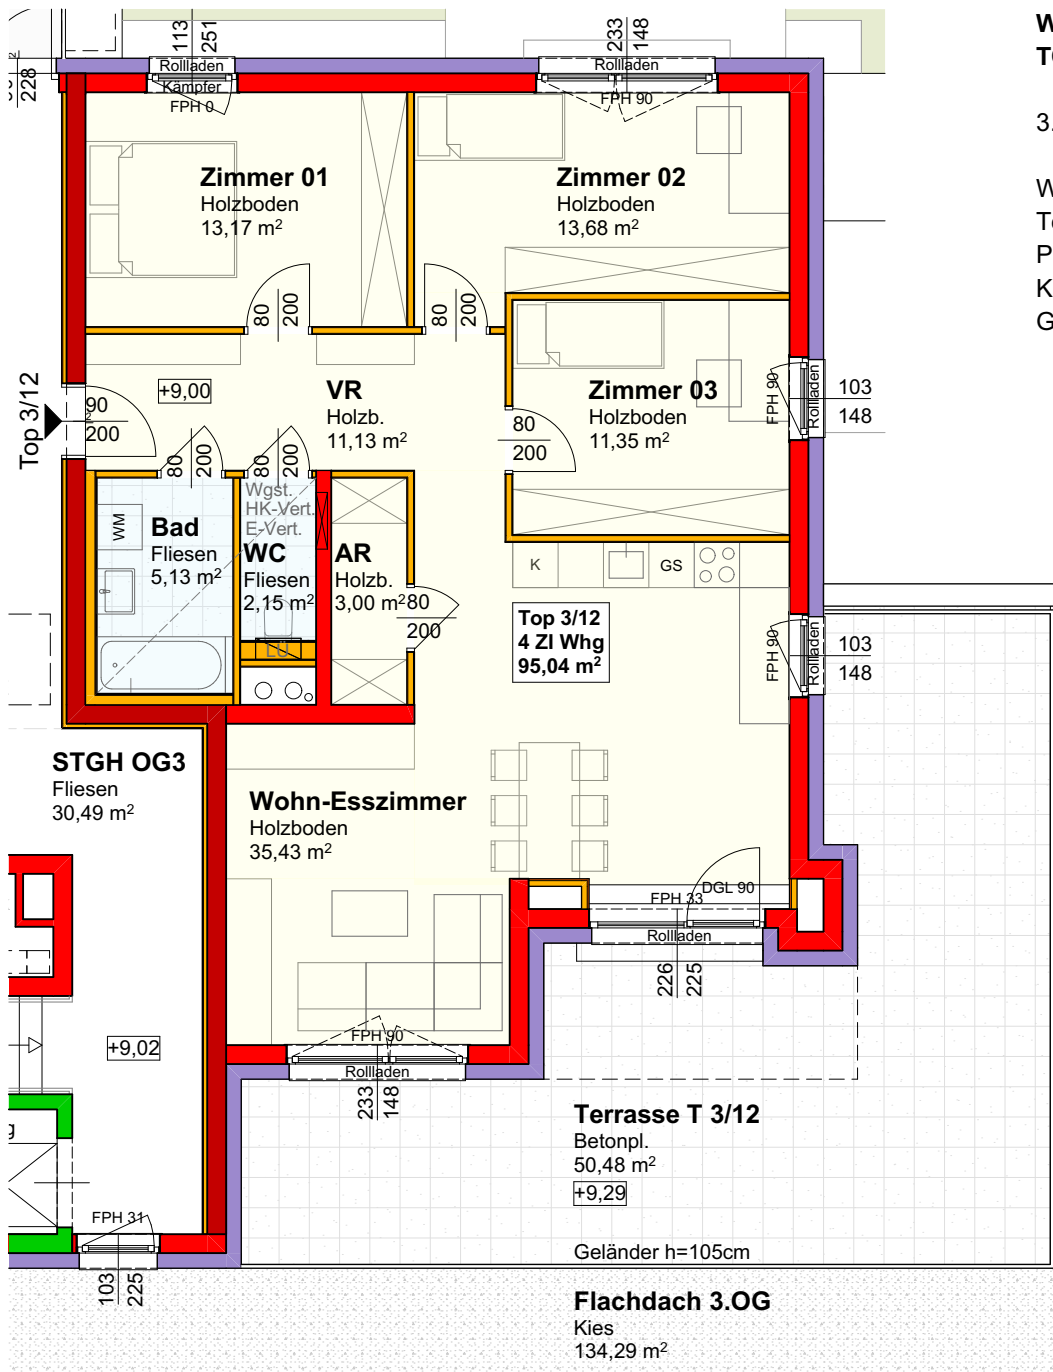 113
251
233
148
228
Rollladen
Kämpfer
FPH 0
Rollladen
FPH 90
Zimmer 01
Holzboden
13,17 m²
Zimmer 02
Holzboden
13,68 m²
80
200
80
200
Top 3/12
90
200
+9,00
VR
Holzb.
11,13 m²
Zimmer 03
Holzboden
11,35 m²
80
200
FPH 90
Rollladen
103
148
80
200
80
200
WM
Bad
Fliesen
5,13 m²
Wgst.
HK-Vert.
E-Vert.
WC
Fliesen
2,15 m²
LÜ
AR
Holzb.
3,00 m²
80
200
K
GS
Top 3/12
4 ZI Whg
95,04 m²
FPH 90
Rollladen
103
148
STGH OG3
Fliesen
30,49 m²
Wohn-Esszimmer
Holzboden
35,43 m²
DGL 90
FPH 33
Rollladen
226
225
+9,02
FPH 90
Rollladen
233
148
Terrasse T 3/12
Betonpl.
50,48 m²
+9,29
FPH 31
103
225
Geländer h=105cm
Flachdach 3.OG
Kies
134,29 m²